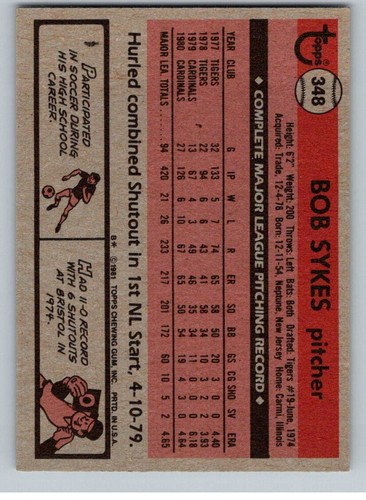 Topps
348
BOB SYKES pitcher
Height: 6'2" Weight: 200 Throws: Left Bats: Both Drafted: Tigers #19-June, 1974
Acquired: Trade, 12-4-78 Born: 12-11-54, Neptune, New Jersey Home: Carmi, Illinois
COMPLETE MAJOR LEAGUE PITCHING RECORD
YEAR CLUB G IP W L R ER SO BB GS CG SHO SV ERA
1977 TIGERS 32 133 5 7 74 65 58 50 20 3 0 0 4.40
1978 TIGERS 22 94 6 6 43 41 58 34 10 3 2 2 3.94
1979 CARDINALS 13 67 4 3 48 46 35 34 11 0 0 0 6.18
1980 CARDINALS 27 126 6 10 68 65 50 54 19 4 3 0 4.64
MAJOR LEA. TOTALS 94 420 21 26 233 217 201 172 60 10 5 2 4.65
Hurled combined Shutout in 1st NL Start, 4-10-79.
B* ©1981 TOPPS CHEWING GUM, INC. PRTD. IN U.S.A.
PARTICIPATED
IN SOCCER DURING
HIS HIGH SCHOOL
CAREER.
HAD 11-0 RECORD
WITH 6 SHUTOUTS
AT BRISTOL IN
1974.